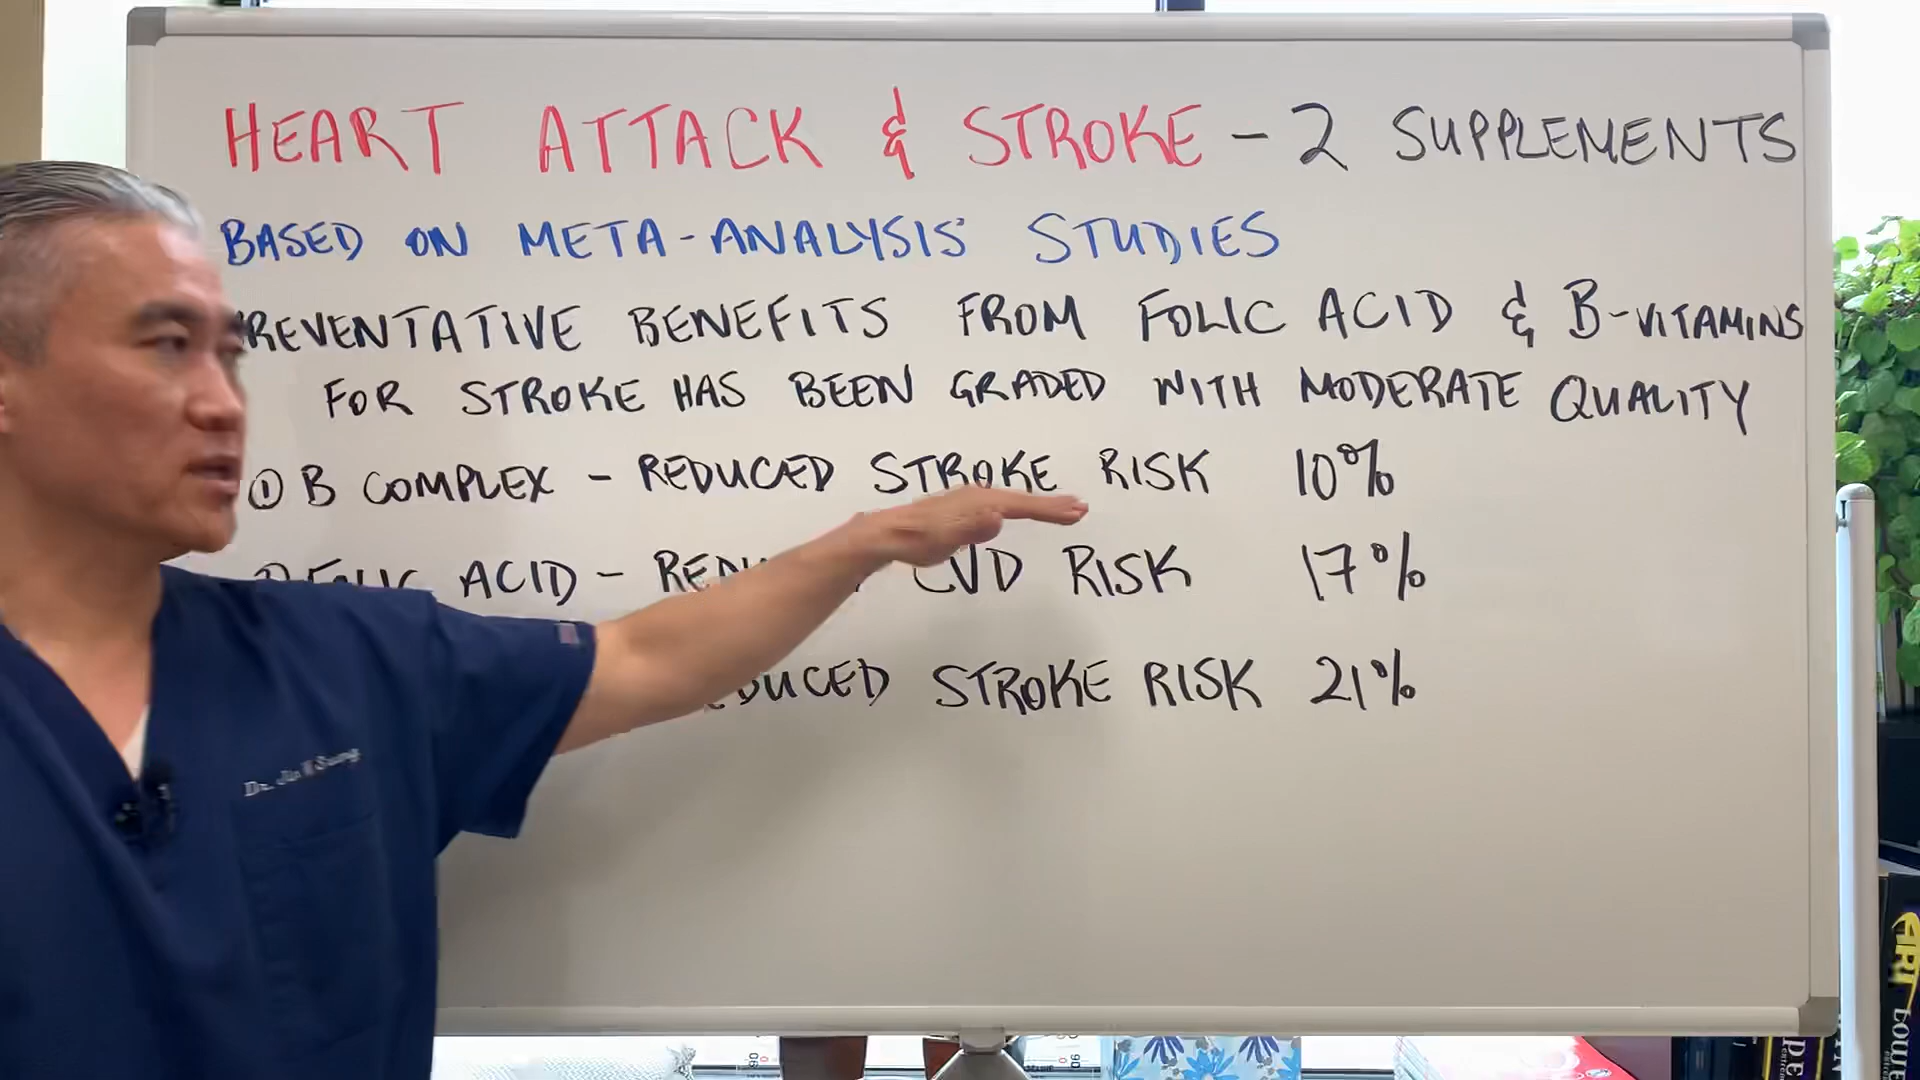 HEART ATTACK & STROKE - 2 SUPPLEMENTS
BASED ON META-ANALYSIS STUDIES
REVENTATIVE BENEFITS FROM FOLIC ACID & B-VITAMINS
FOR STROKE HAS BEEN GRADED WITH MODERATE QUALITY
① B COMPLEX - REDUCED STROKE RISK 10%
ACID - CVD RISK 17%
DUCED STROKE RISK 21%
Dr.
ART